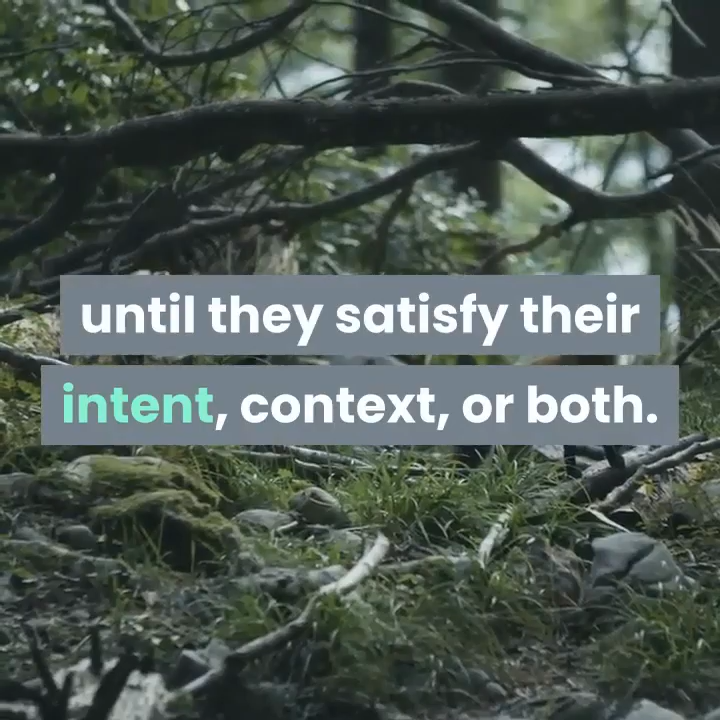 until they satisfy their
intent, context, or both.